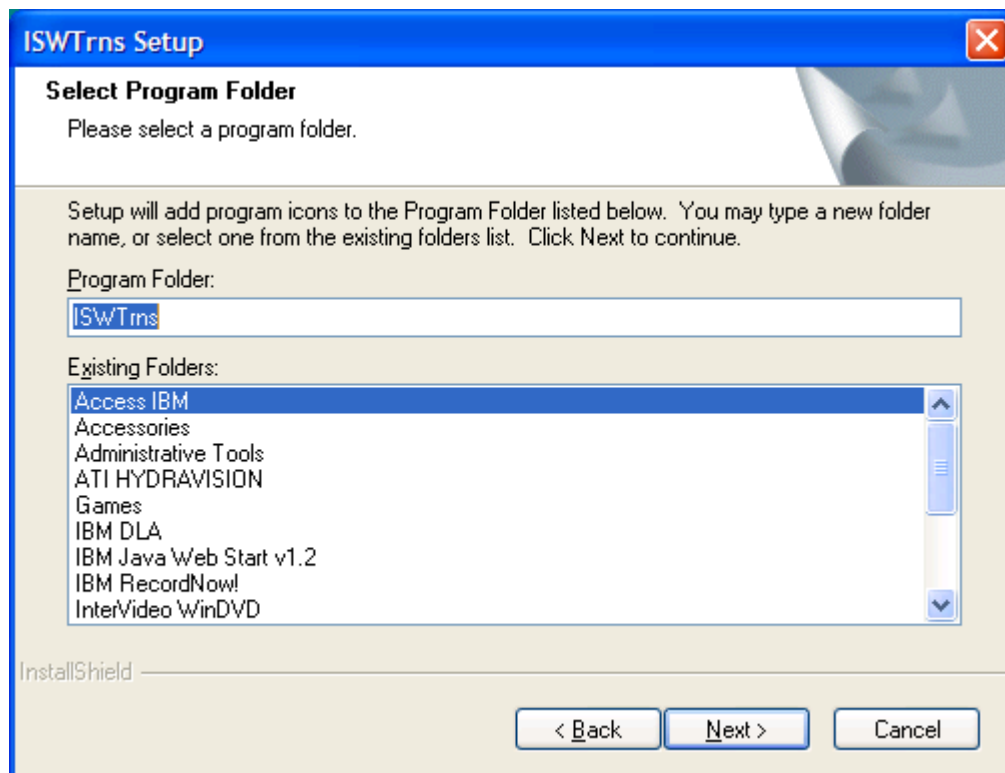 ISWTrns Setup
Select Program Folder
Please select a program folder.
Setup will add program icons to the Program Folder listed below.  You may type a new folder
name, or select one from the existing folders list.  Click Next to continue.
Program Folder:
ISWTrns
Existing Folders:
Access IBM
Accessories
Administrative Tools
ATI HYDRAVISION
Games
IBM DLA
IBM Java Web Start v1.2
IBM RecordNow!
InterVideo WinDVD
InstallShield
< Back Next > Cancel